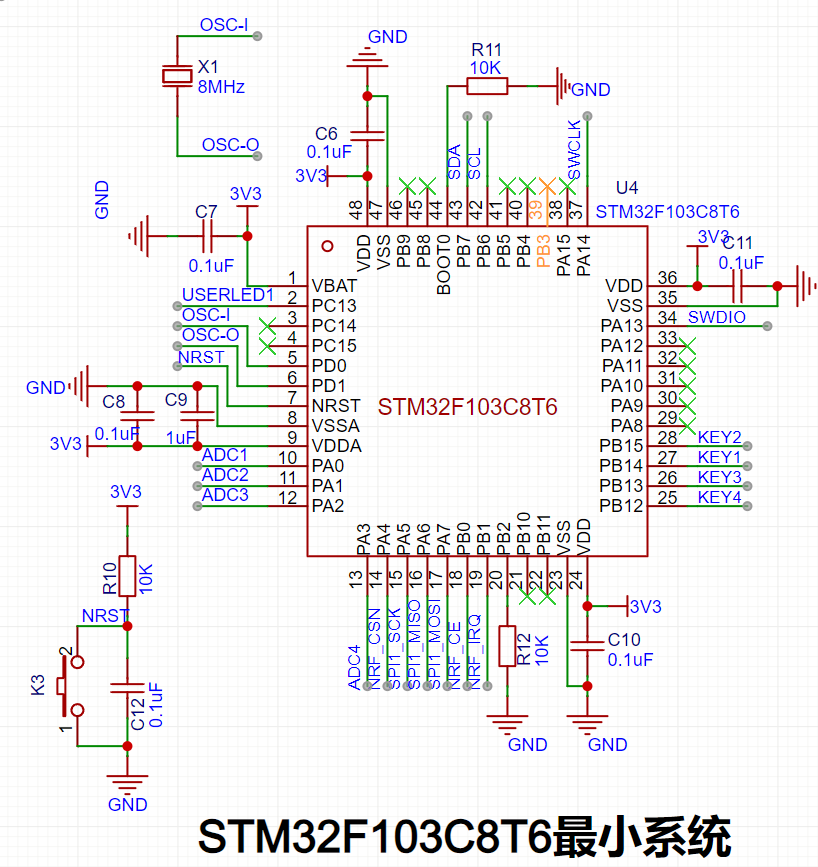 OSC-I
X1
8MHz
OSC-O
GND
C6
0.1uF
3V3
R11
10K
GND
SDA
SCL
SWCLK
U4
STM32F103C8T6
GND
C7
0.1uF
3V3
48
47
46
45
44
43
42
41
40
39
38
37
VDD
VSS
PB9
PB8
BOOT0
PB7
PB6
PB5
PB4
PB3
PA15
PA14
3V3
C11
0.1uF
1 VBAT
USERLED1 2 PC13
OSC-I 3 PC14
OSC-O 4 PC15
NRST 5 PD0
6 PD1
7 NRST
8 VSSA
9 VDDA
ADC1 10 PA0
ADC2 11 PA1
ADC3 12 PA2
GND
C8
0.1uF
C9
1uF
3V3
STM32F103C8T6
VDD 36
VSS 35
PA13 34 SWDIO
PA12 33
PA11 32
PA10 31
PA9 30
PA8 29
PB15 28 KEY2
PB14 27 KEY1
PB13 26 KEY3
PB12 25 KEY4
PA3
PA4
PA5
PA6
PA7
PB0
PB1
PB2
PB10
PB11
VSS
VDD
13
14
15
16
17
18
19
20
21
22
23
24
ADC4
NRF_CSN
SPI1_SCK
SPI1_MISO
SPI1_MOSI
NRF_CE
NRF_IRQ
R12
10K
GND
3V3
C10
0.1uF
GND
3V3
R10
10K
NRST
K3
2
1
C12
0.1uF
GND
STM32F103C8T6最小系统